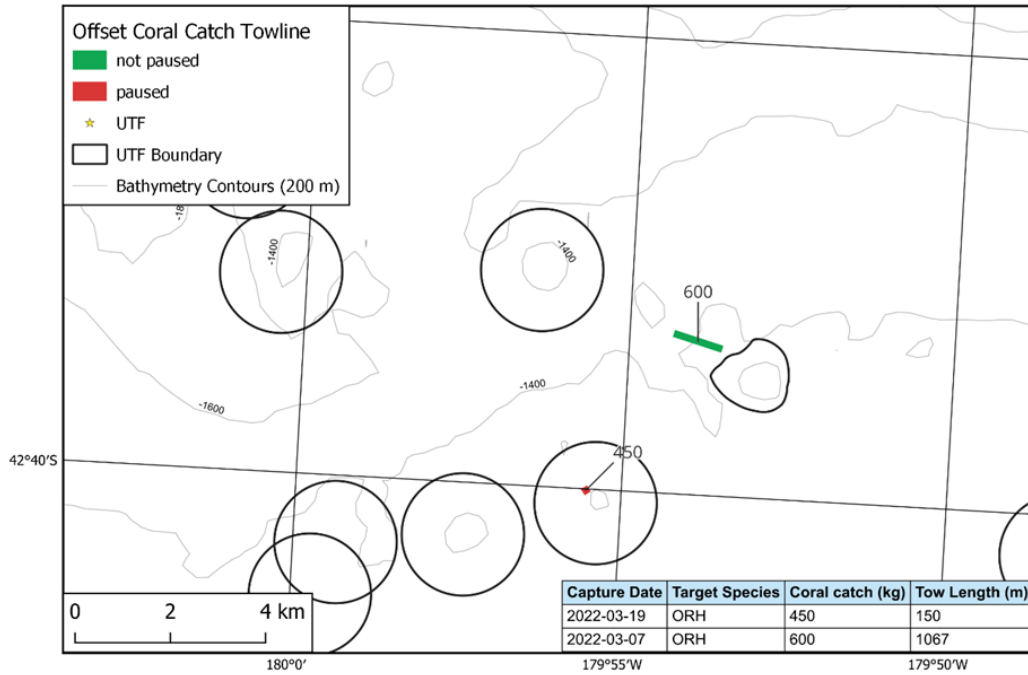 Offset Coral Catch Towline
not paused
paused
UTF
UTF Boundary
Bathymetry Contours (200 m)
-1400
-1400
600
-1400
-1600
42°40'S
450
0 2 4 km
Capture Date Target Species Coral catch (kg) Tow Length (m)
2022-03-19 ORH 450 150
2022-03-07 ORH 600 1067
180°0' 179°55'W 179°50'W